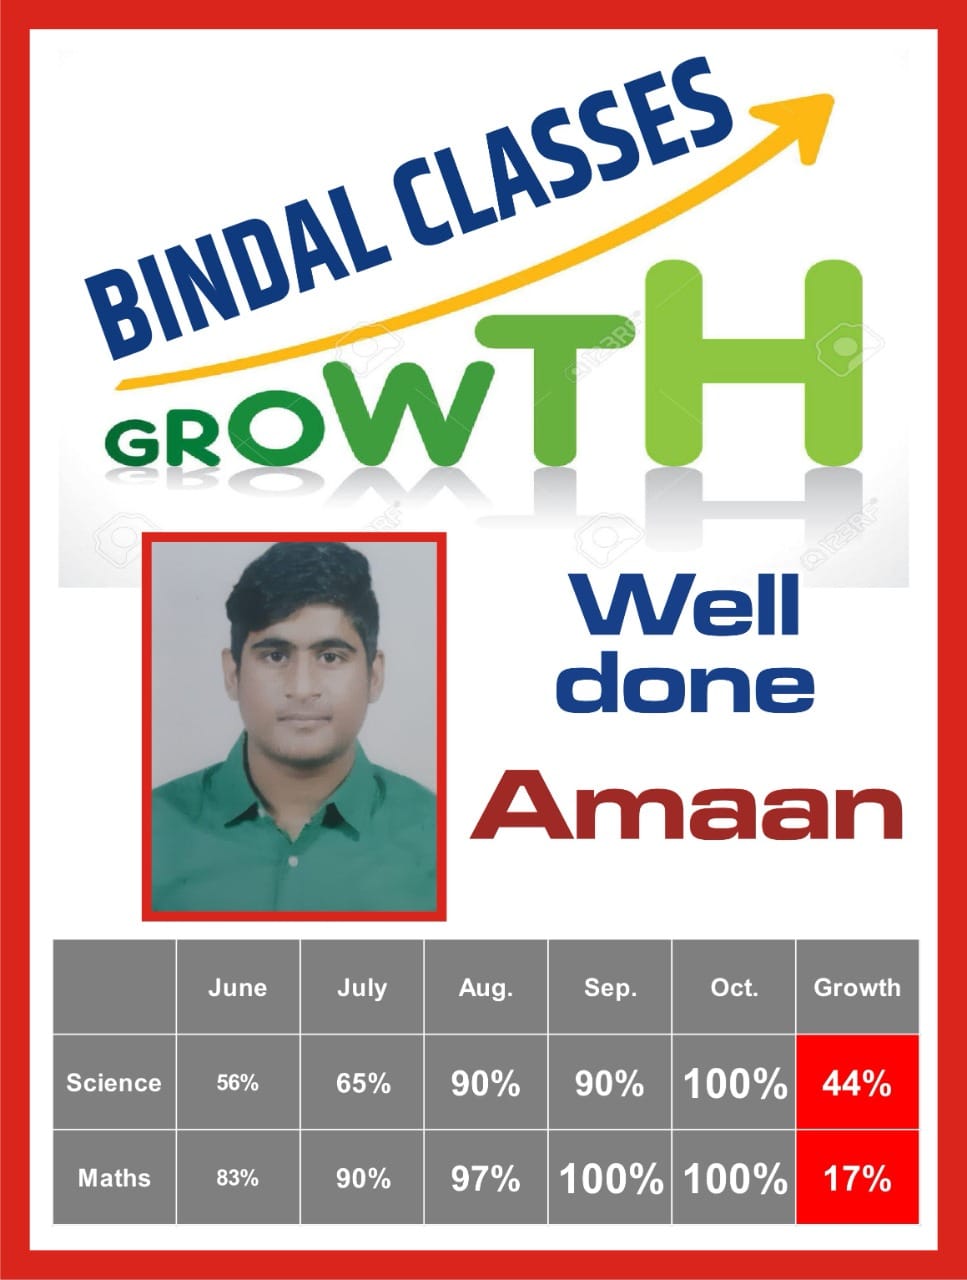 BINDAL CLASSES
GROWTH
Well
done
Amaan
June July Aug. Sep. Oct. Growth
Science 56% 65% 90% 90% 100% 44%
Maths 83% 90% 97% 100% 100% 17%